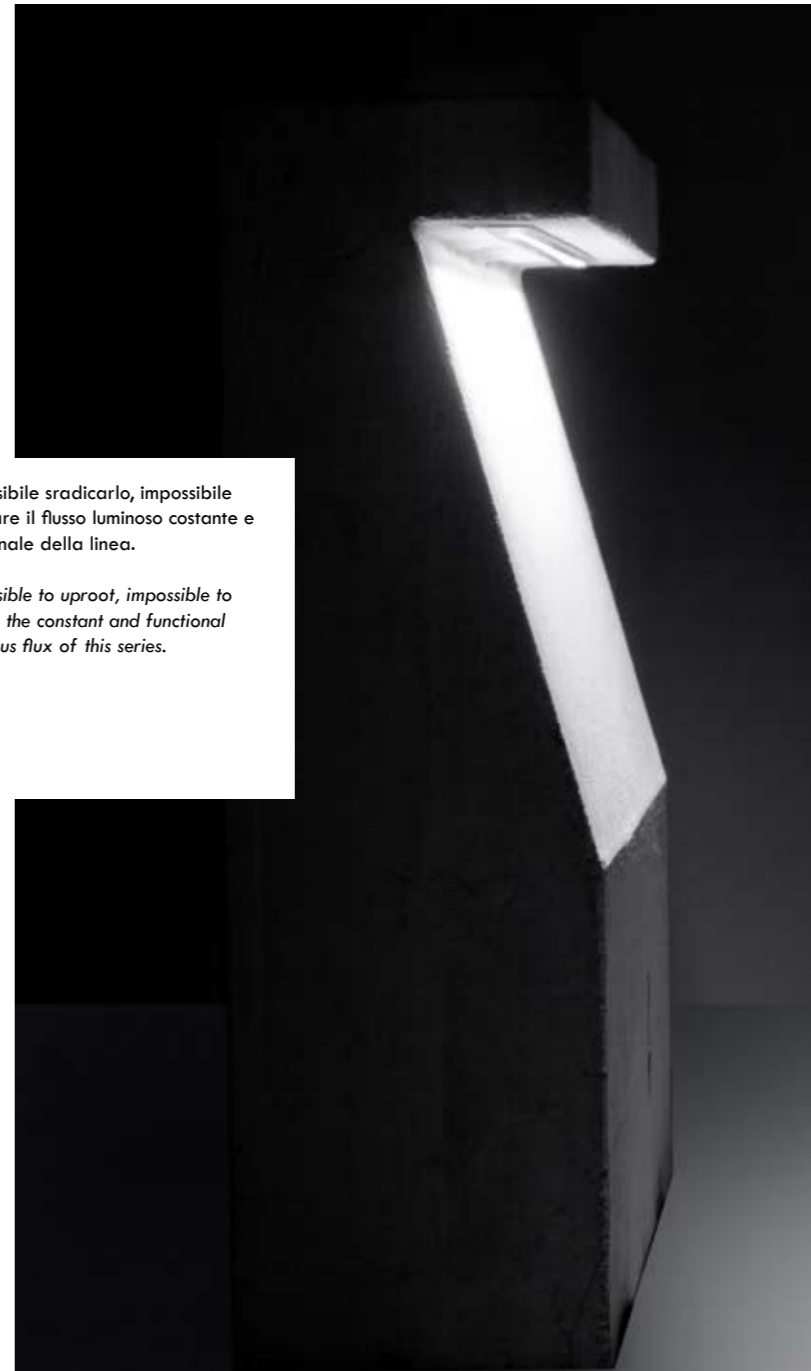 sibile sradicarlo, impossibile
are il flusso luminoso costante e
nale della linea.
sible to uproot, impossible to
the constant and functional
us flux of this series.